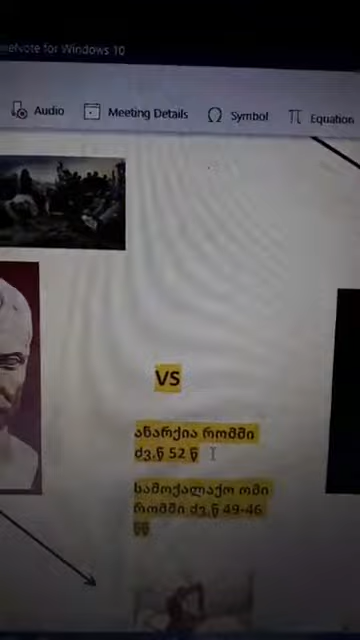 OneNote for Windows 10
Audio Meeting Details Symbol Equation
VS
ანარქია რომში
ძვ.წ 52 წ
სამოქალაქო ომი
რომში ძვ.წ 49-46
წწ